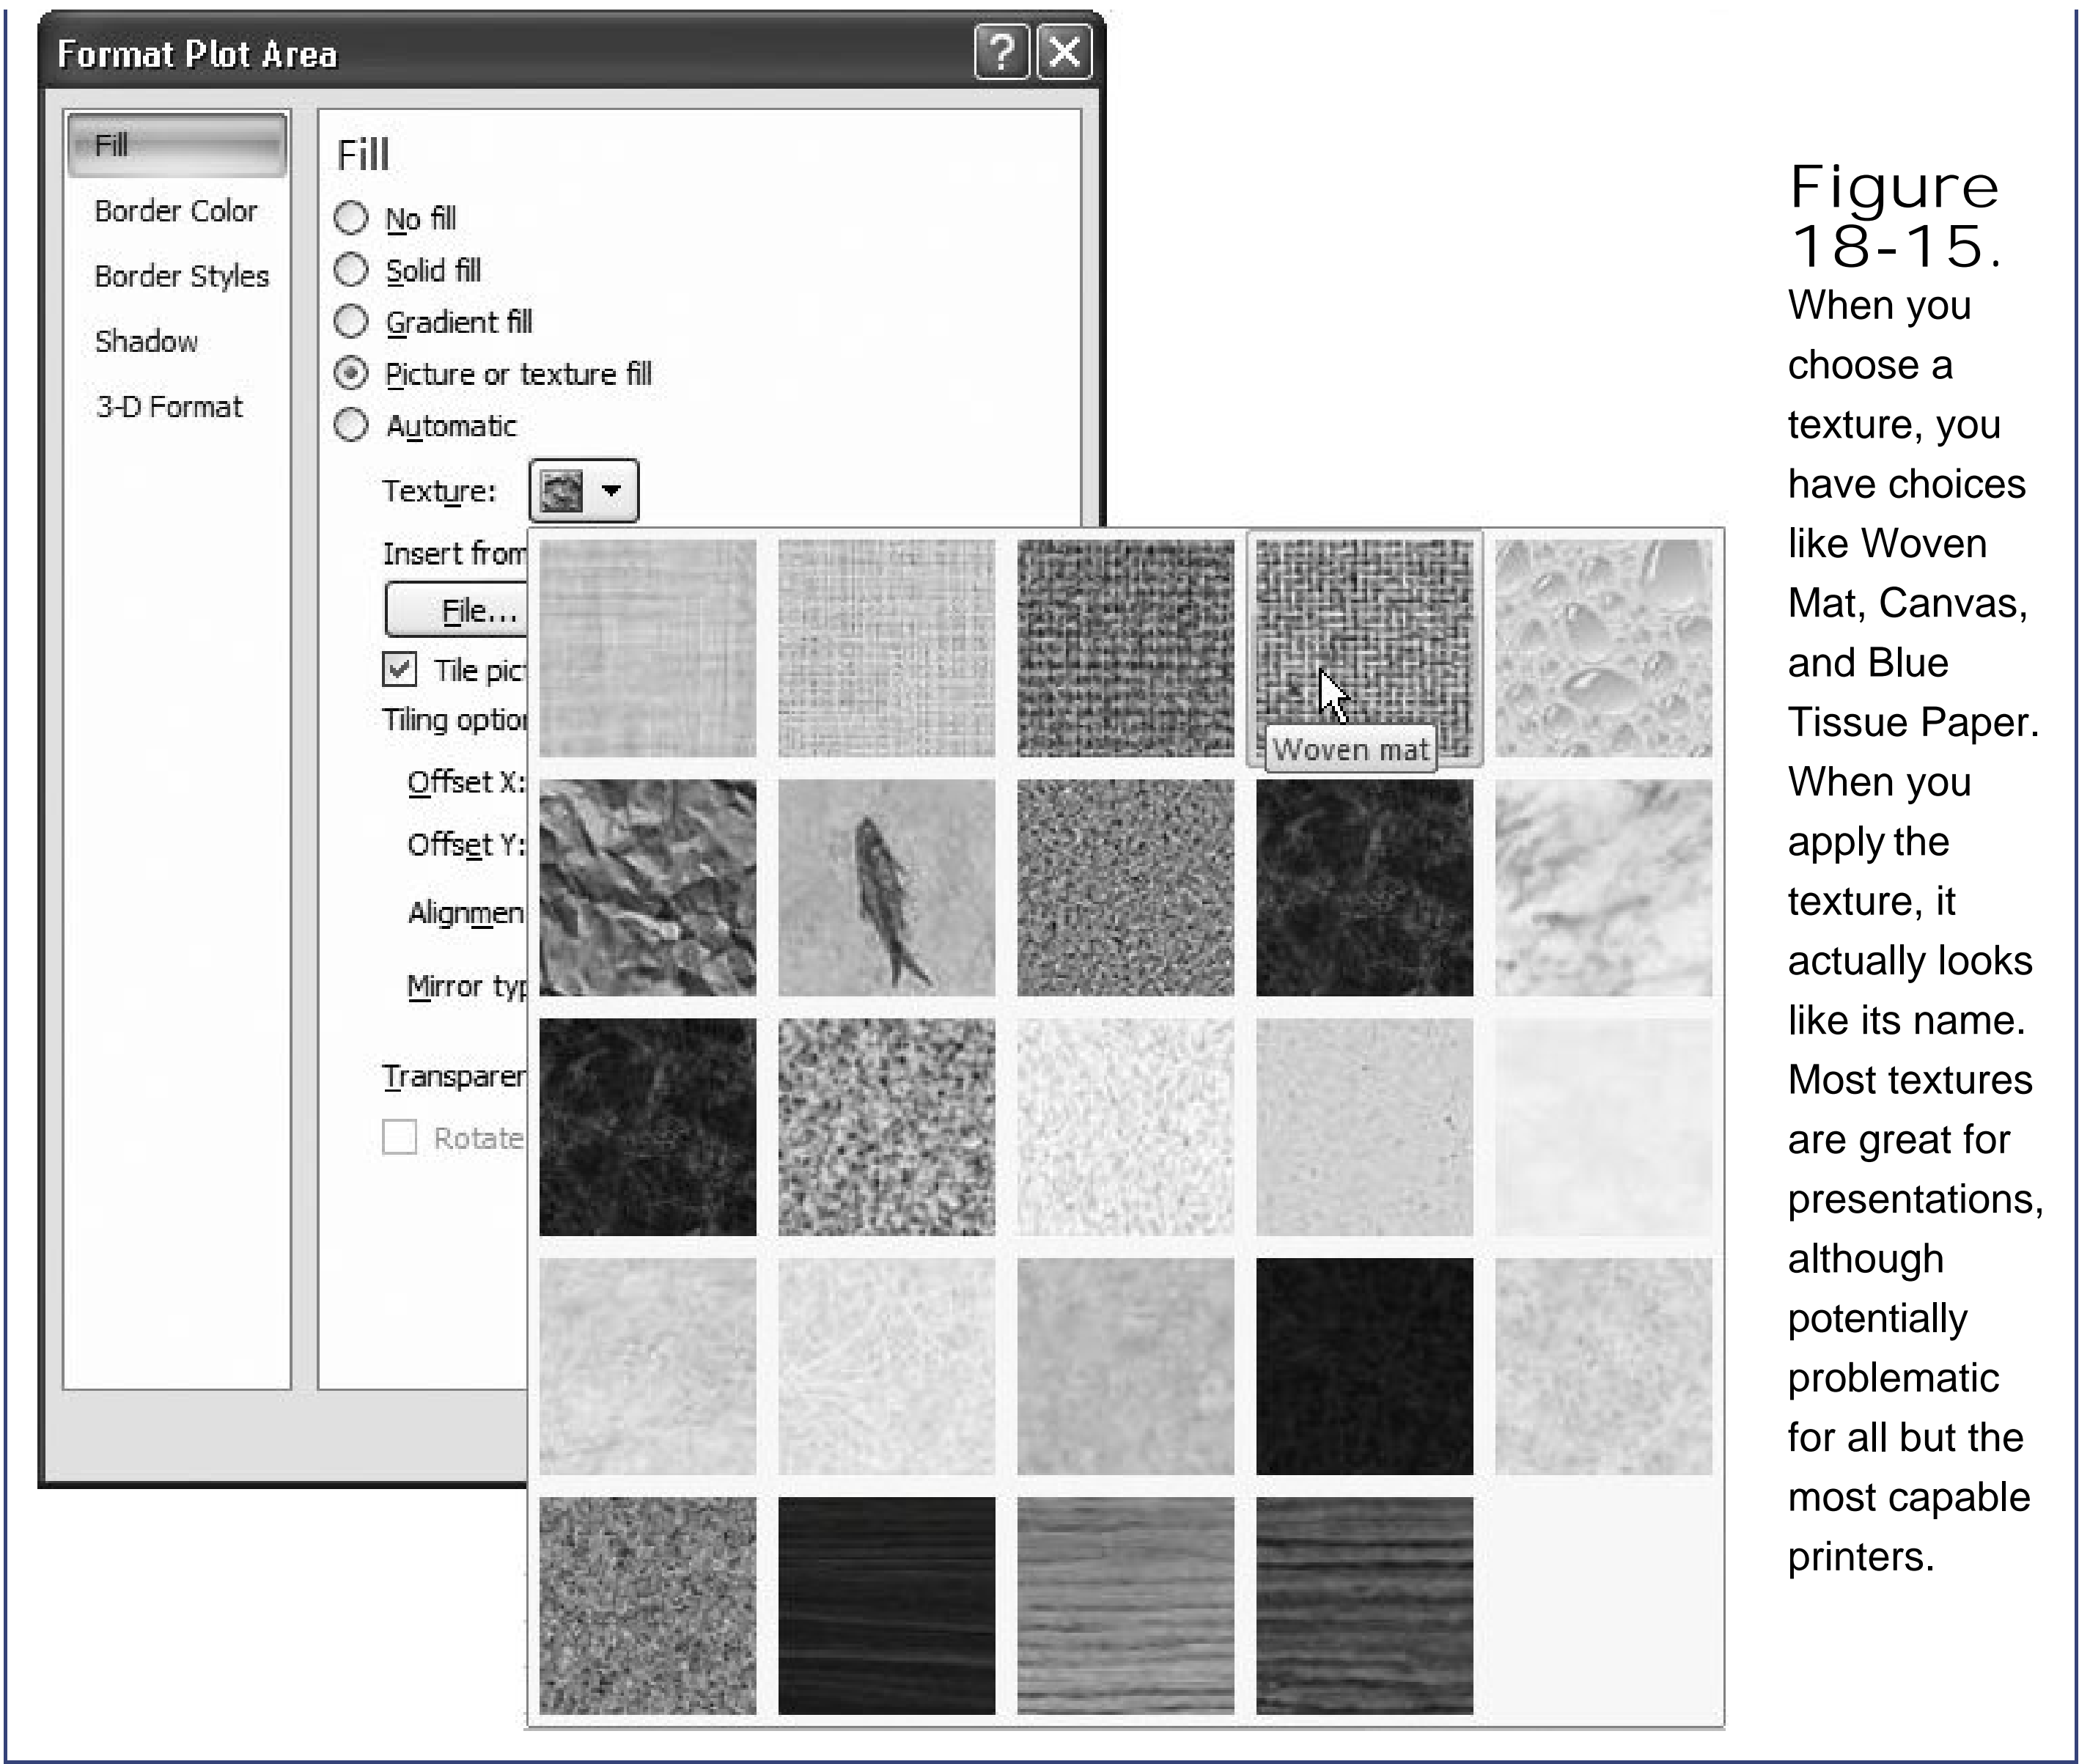 Format Plot Area
Fill
Border Color
Border Styles
Shadow
3-D Format
Fill
No fill
Solid fill
Gradient fill
Picture or texture fill
Automatic
Texture:
Insert from
File...
Tile pic
Tiling option
Offset X:
Offset Y:
Alignmen
Mirror typ
Transparen
Rotate
Woven mat
Figure
18-15.
When you
choose a
texture, you
have choices
like Woven
Mat, Canvas,
and Blue
Tissue Paper.
When you
apply the
texture, it
actually looks
like its name.
Most textures
are great for
presentations,
although
potentially
problematic
for all but the
most capable
printers.